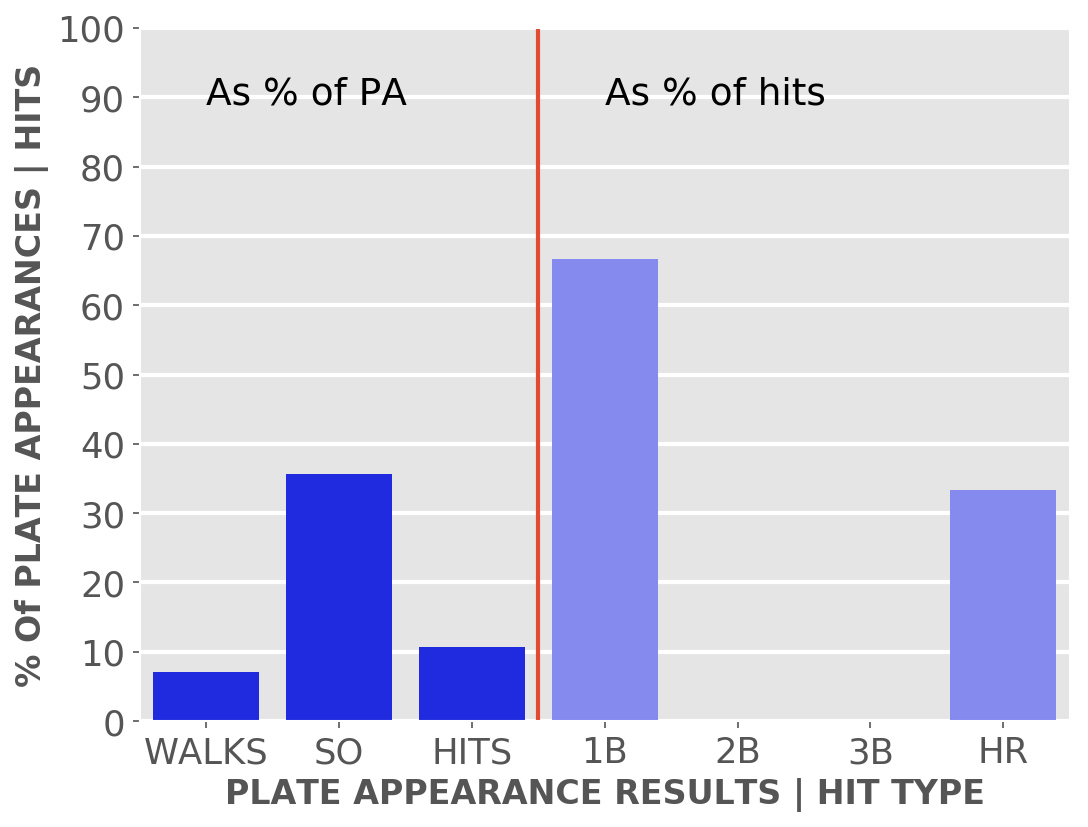 % Of PLATE APPEARANCES | HITS
100
90
80
70
60
50
40
30
20
10
0
As % of PA
As % of hits
WALKS SO HITS 1B 2B 3B HR
PLATE APPEARANCE RESULTS | HIT TYPE